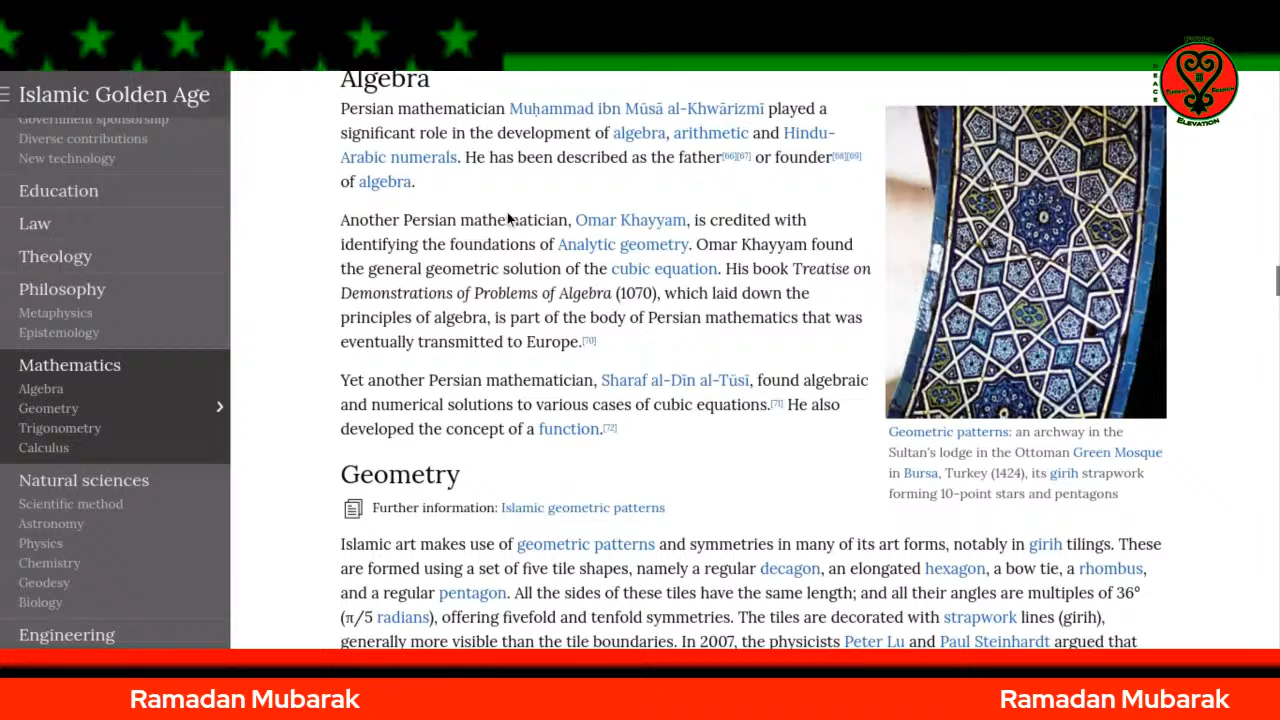 Islamic Golden Age
Government sponsorship
Diverse contributions
New technology
Education
Law
Theology
Philosophy
Metaphysics
Epistemology
Mathematics
Algebra
Geometry
Trigonometry
Calculus
Natural sciences
Scientific method
Astronomy
Physics
Chemistry
Geodesy
Biology
Engineering
Algebra
Persian mathematician Muḥammad ibn Mūsā al-Khwārizmī played a
significant role in the development of algebra, arithmetic and Hindu-
Arabic numerals. He has been described as the father[66][67] or founder[68][69]
of algebra.
Another Persian mathematician, Omar Khayyam, is credited with
identifying the foundations of Analytic geometry. Omar Khayyam found
the general geometric solution of the cubic equation. His book Treatise on
Demonstrations of Problems of Algebra (1070), which laid down the
principles of algebra, is part of the body of Persian mathematics that was
eventually transmitted to Europe.[70]
Yet another Persian mathematician, Sharaf al-Dīn al-Tūsī, found algebraic
and numerical solutions to various cases of cubic equations.[71] He also
developed the concept of a function.[72]
Geometric patterns: an archway in the
Sultan's lodge in the Ottoman Green Mosque
in Bursa, Turkey (1424), its girih strapwork
forming 10-point stars and pentagons
Geometry
Further information: Islamic geometric patterns
Islamic art makes use of geometric patterns and symmetries in many of its art forms, notably in girih tilings. These
are formed using a set of five tile shapes, namely a regular decagon, an elongated hexagon, a bow tie, a rhombus,
and a regular pentagon. All the sides of these tiles have the same length; and all their angles are multiples of 36°
(π/5 radians), offering fivefold and tenfold symmetries. The tiles are decorated with strapwork lines (girih),
generally more visible than the tile boundaries. In 2007, the physicists Peter Lu and Paul Steinhardt argued that
PEACE
ELEVATION
Ramadan Mubarak
Ramadan Mubarak